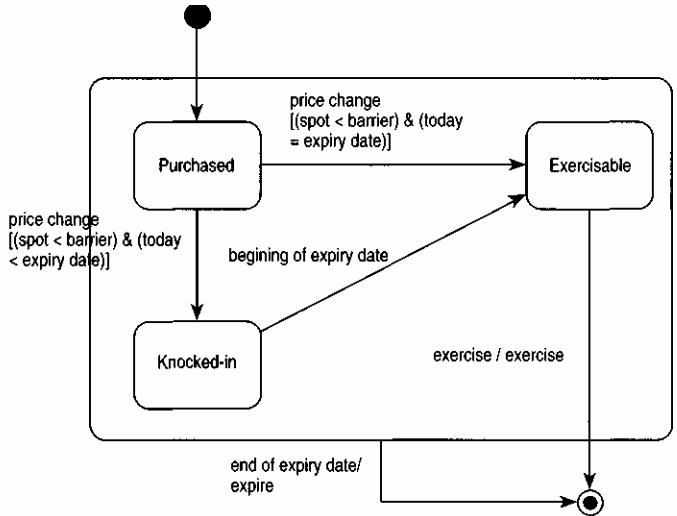 price change
[(spot < barrier) & (today
= expiry date)]
Purchased
Exercisable
price change
[(spot < barrier) & (today
< expiry date)]
begining of expiry date
Knocked-in
exercise / exercise
end of expiry date/
expire